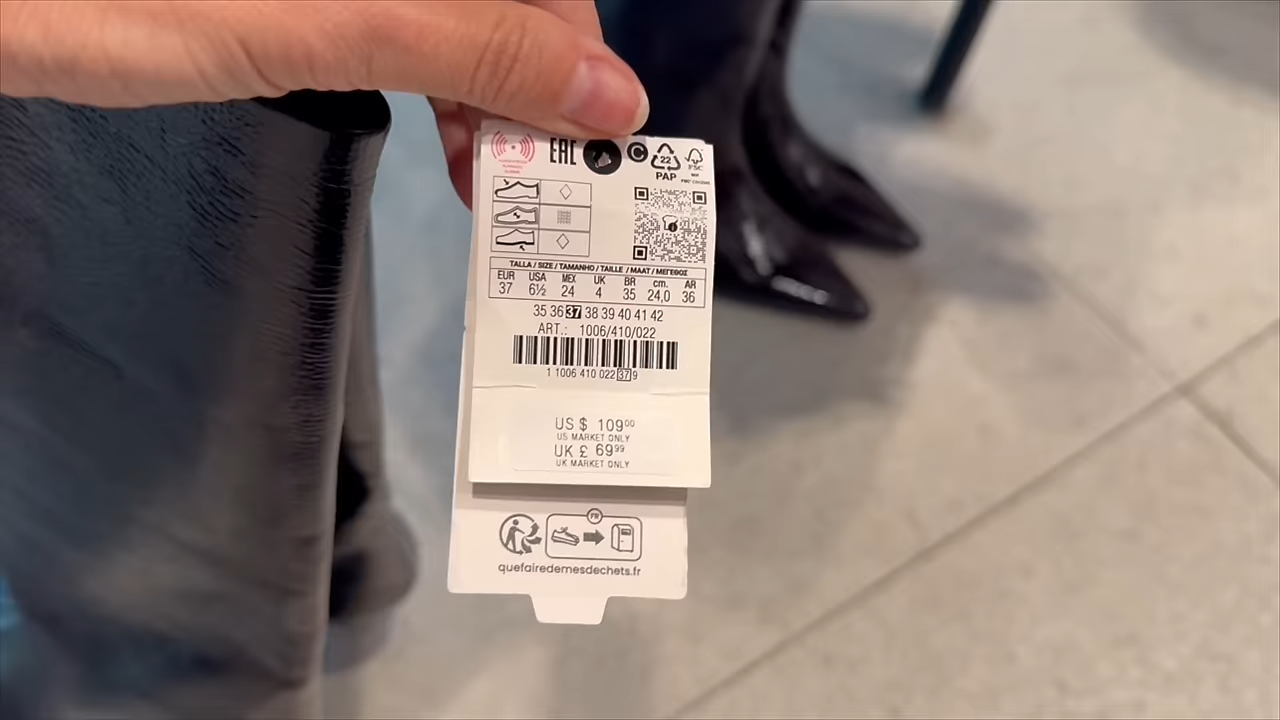 EAC
C
22
PAP
FSC
TALLA / SIZE / TAMANHO / TAILLE / MAAT / ΜΕΓΕΘΟΣ
EUR USA MEX UK BR cm. AR
37 6½ 24 4 35 24,0 36
35 36 37 38 39 40 41 42
ART.: 1006/410/022
1 1006 410 022 37 9
US $ 109⁰⁰
US MARKET ONLY
UK £ 69⁹⁹
UK MARKET ONLY
FR
quefairedemesdechets.fr